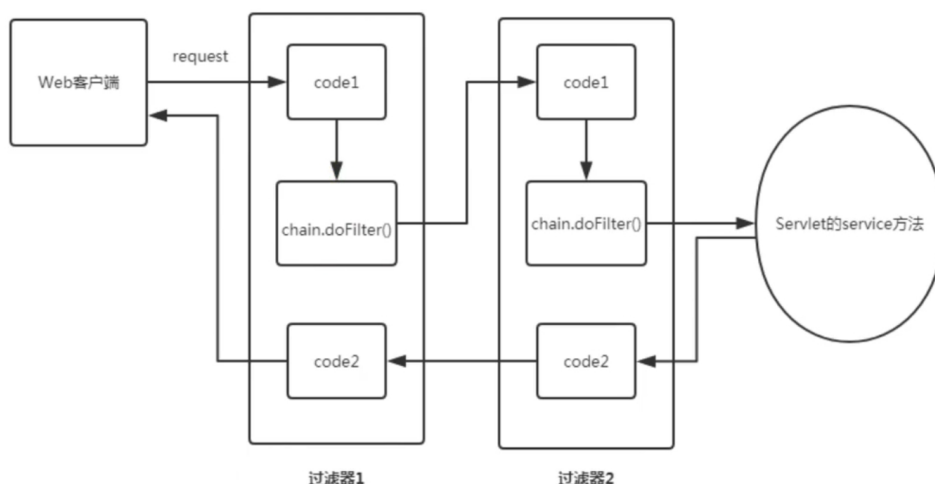 Web客户端
request
code1
chain.doFilter()
code2
过滤器1
code1
chain.doFilter()
code2
过滤器2
Servlet的service方法